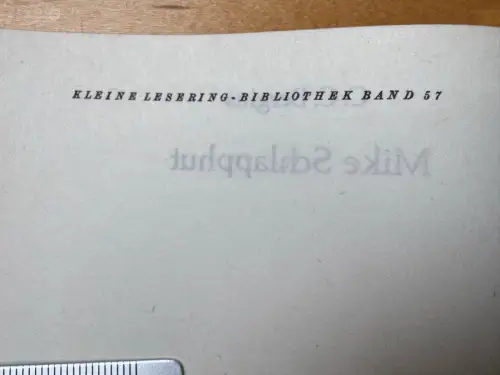 KLEINE LESERING-BIBLIOTHEK BAND 57
Mike Schlapphut